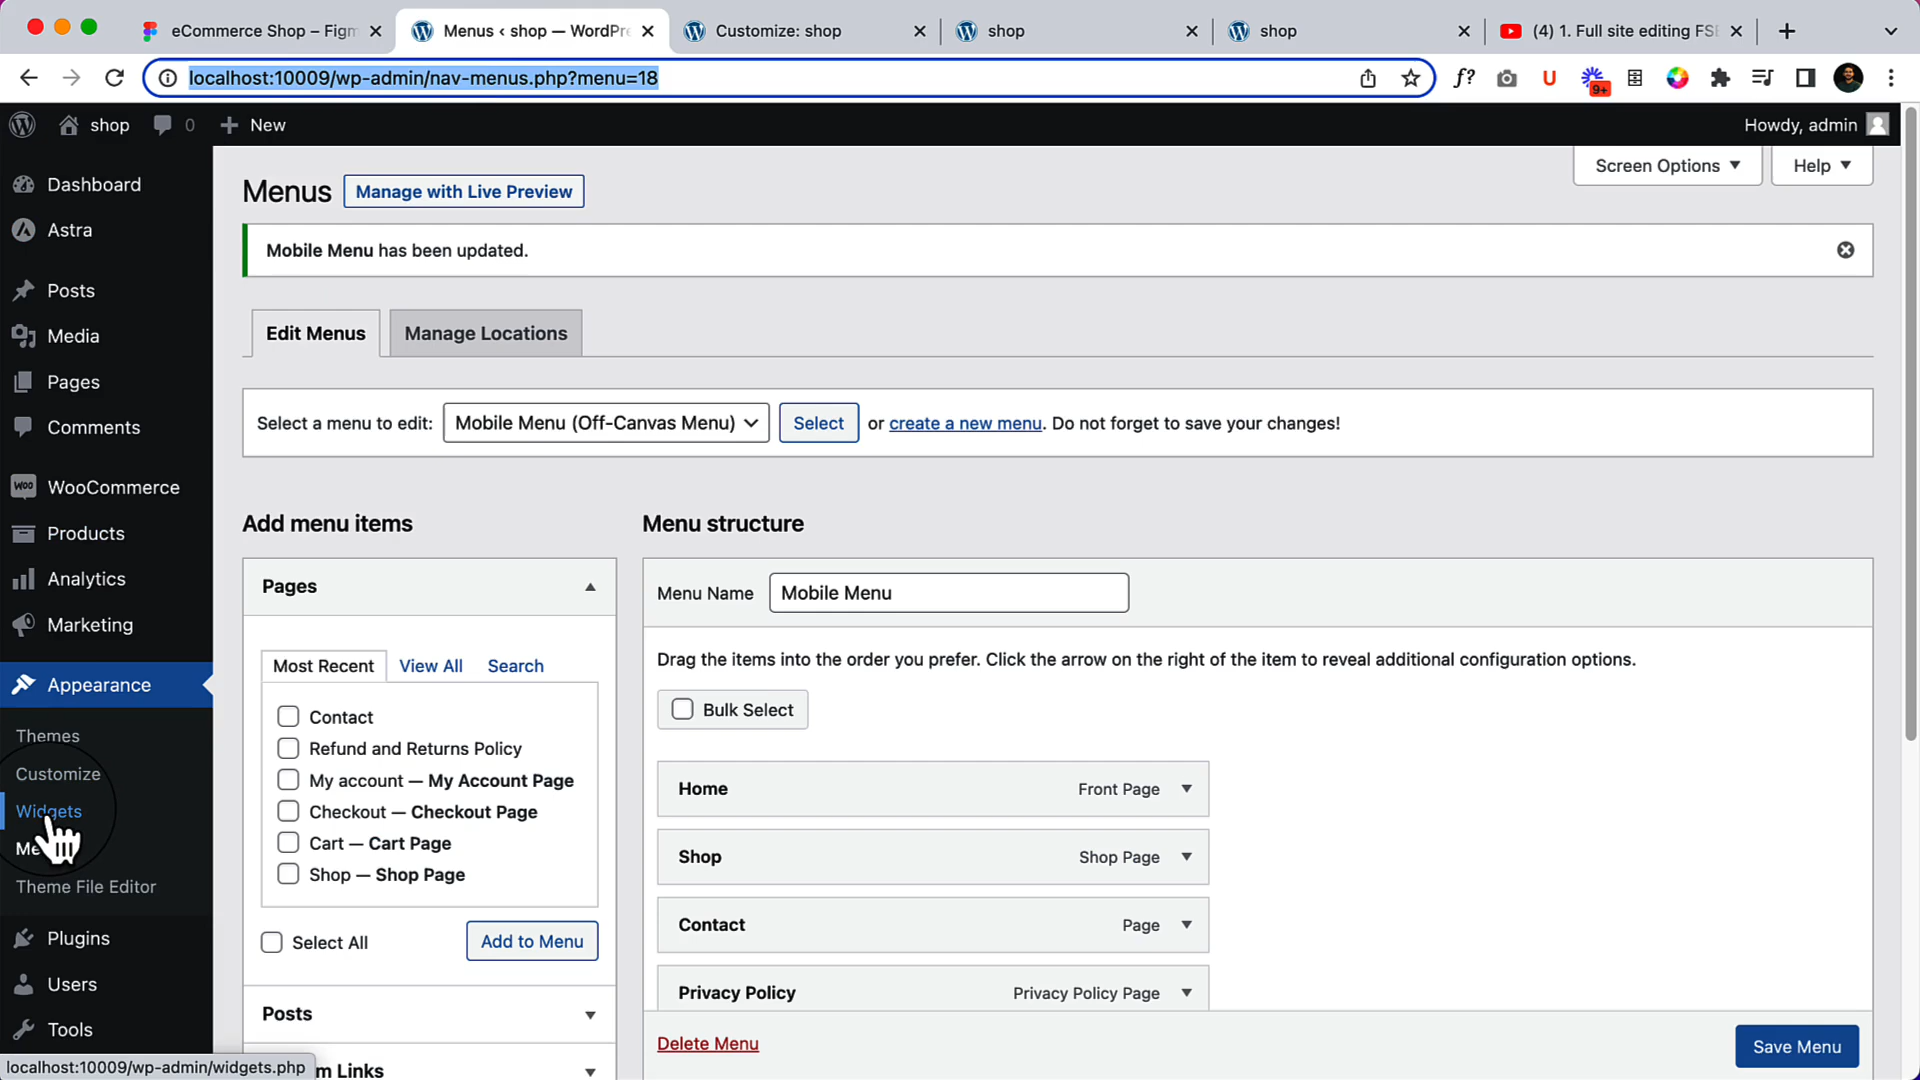 eCommerce Shop – Figm
Menus ‹ shop — WordPre
Customize: shop
shop
shop
(4) 1. Full site editing FSE
localhost:10009/wp-admin/nav-menus.php?menu=18
f?
U
9+
shop
0
New
Howdy, admin
Dashboard
Astra
Posts
Media
Pages
Comments
WooCommerce
Products
Analytics
Marketing
Appearance
Themes
Customize
Widgets
Theme File Editor
Plugins
Users
Tools
localhost:10009/wp-admin/widgets.php
Screen Options
Help
Menus
Manage with Live Preview
Mobile Menu has been updated.
Edit Menus
Manage Locations
Select a menu to edit: Mobile Menu (Off-Canvas Menu) Select or create a new menu. Do not forget to save your changes!
Add menu items
Pages
Most Recent View All Search
Contact
Refund and Returns Policy
My account — My Account Page
Checkout — Checkout Page
Cart — Cart Page
Shop — Shop Page
Select All
Add to Menu
Posts
m Links
Menu structure
Menu Name Mobile Menu
Drag the items into the order you prefer. Click the arrow on the right of the item to reveal additional configuration options.
Bulk Select
Home Front Page
Shop Shop Page
Contact Page
Privacy Policy Privacy Policy Page
Delete Menu
Save Menu